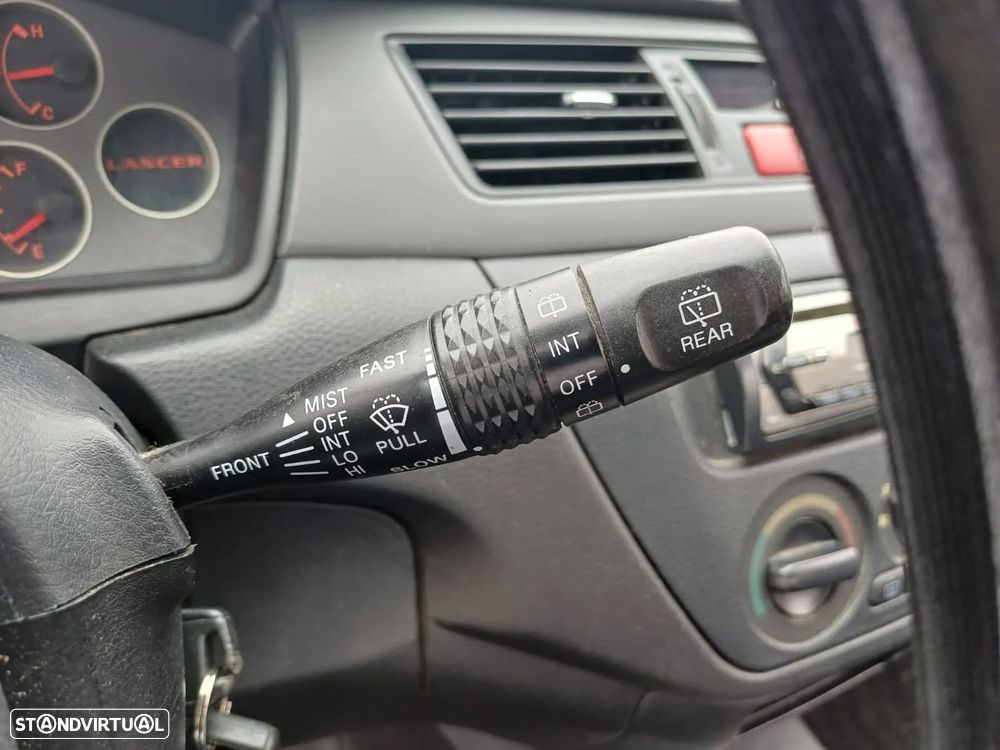 H
C
LANCER
F
E
FRONT
MIST
OFF
INT
LO
HI
FAST
PULL
SLOW
INT
OFF
REAR
STANDVIRTUAL